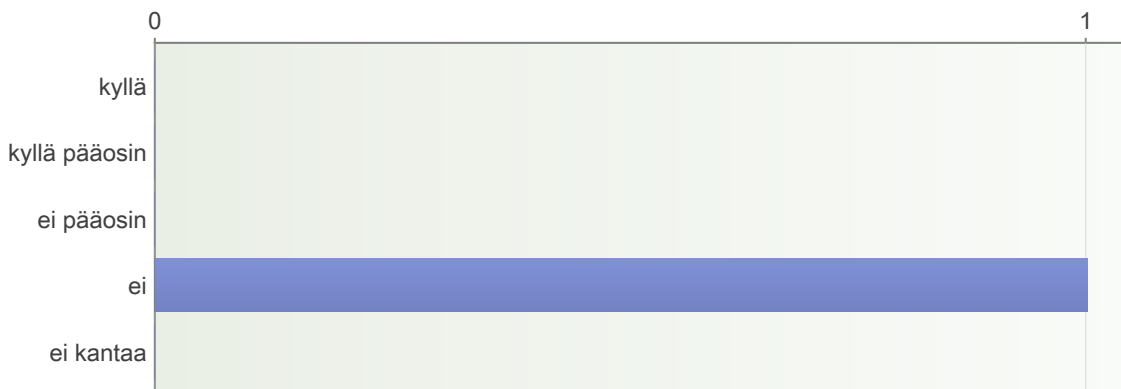 0 1
kyllä
kyllä pääosin
ei pääosin
ei
ei kantaa